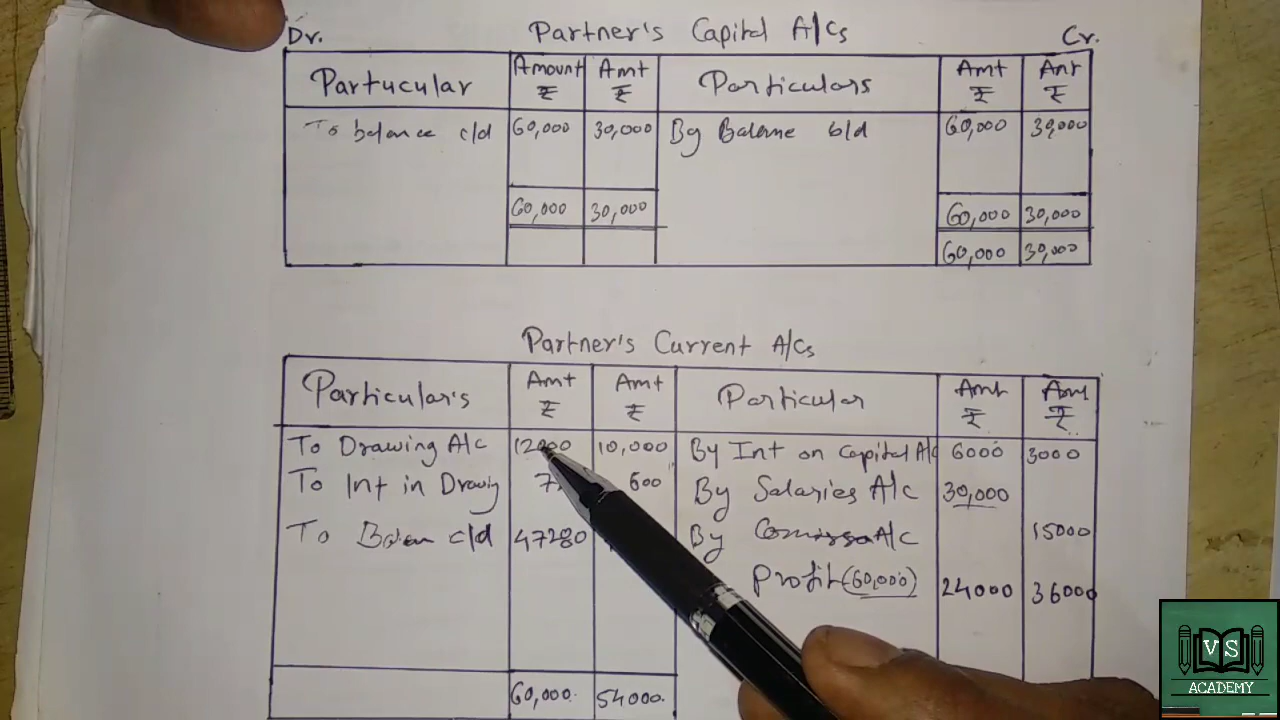 Dr. Partner's Capital A/Cs Cr.
Partucular Amount ₹ Amt ₹ Particulars Amt ₹ Amt ₹
To balance c/d 60,000 30,000 By Balance b/d 60,000 30,000
60,000 30,000 60,000 30,000
60,000 30,000
Partner's Current A/Cs
Particular's Amt ₹ Amt ₹ Particular Amt ₹ Amt ₹
To Drawing A/c 10,000 By Int on Capital A/c 6000 3000
To Int in Drawing 600 By Salaries A/c 30,000
To c/d 47280 By A/c 15000
Profit (60,000) 24000 36000
60,000 54000
VS
ACADEMY